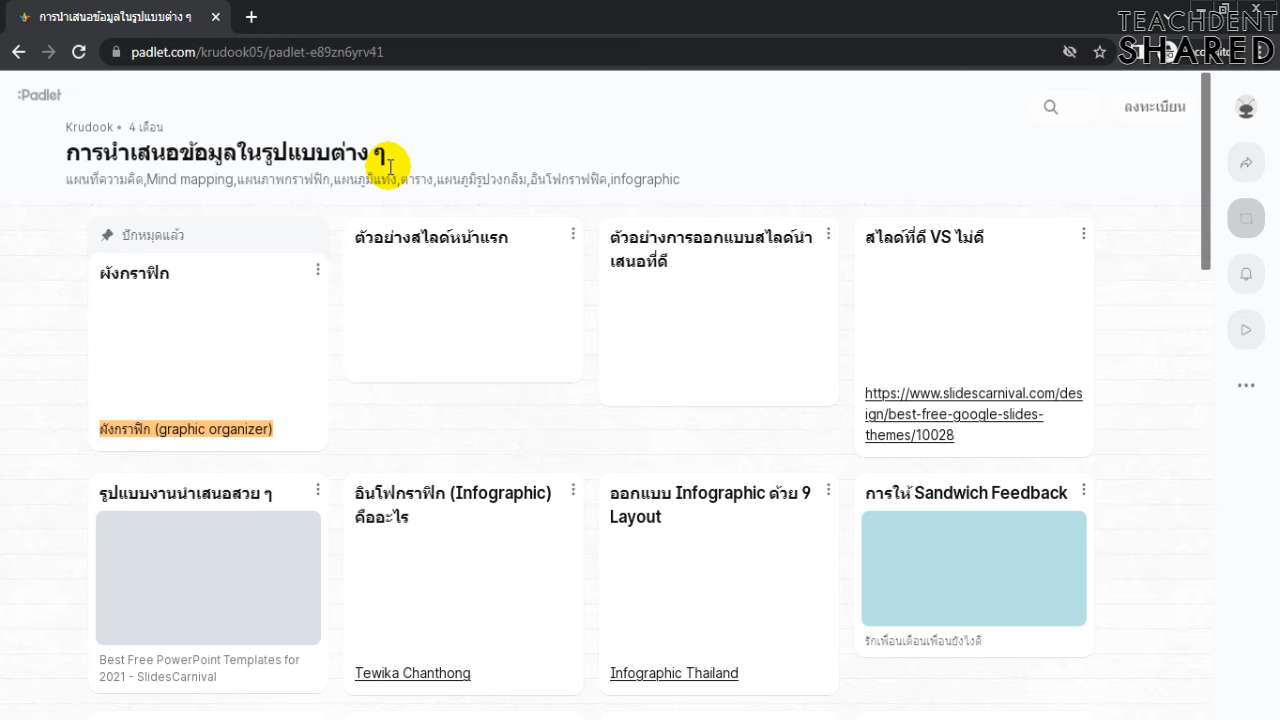 การนำเสนอข้อมูลในรูปแบบต่าง ๆ
TEACHDENT
SHARED
padlet.com/krudook05/padlet-e89zn6yrv41
:Padlet
ลงทะเบียน
Krudook • 4 เดือน
การนำเสนอข้อมูลในรูปแบบต่าง ๆ
แผนที่ความคิด,Mind mapping,แผนภาพกราฟฟิก,แผนภูมิแท่ง,ตาราง,แผนภูมิรูปวงกลิม,อินโฟกราฟฟิค,infographic
ปักหมุดแล้ว
ผังกราฟิก
ผังกราฟิก (graphic organizer)
ตัวอย่างสไลด์หน้าแรก
ตัวอย่างการออกแบบสไลด์นำ
เสนอที่ดี
สไลด์ที่ดี VS ไม่ดี
https://www.slidescarnival.com/des
ign/best-free-google-slides-
themes/10028
รูปแบบงานนำเสนอสวย ๆ
Best Free PowerPoint Templates for
2021 - SlidesCarnival
อินโฟกราฟิก (Infographic)
คืออะไร
Tewika Chanthong
ออกแบบ Infographic ด้วย 9
Layout
Infographic Thailand
การให้ Sandwich Feedback
รักเพื่อนเตือนเพื่อนยังไงดี